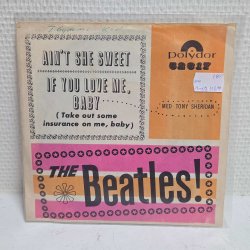 AIN'T SHE SWEET
IF YOU LOVE ME,
BABY
(Take out some
insurance on me, baby)
Polydor
MED TONY SHERIDAN
THE
Beatles!